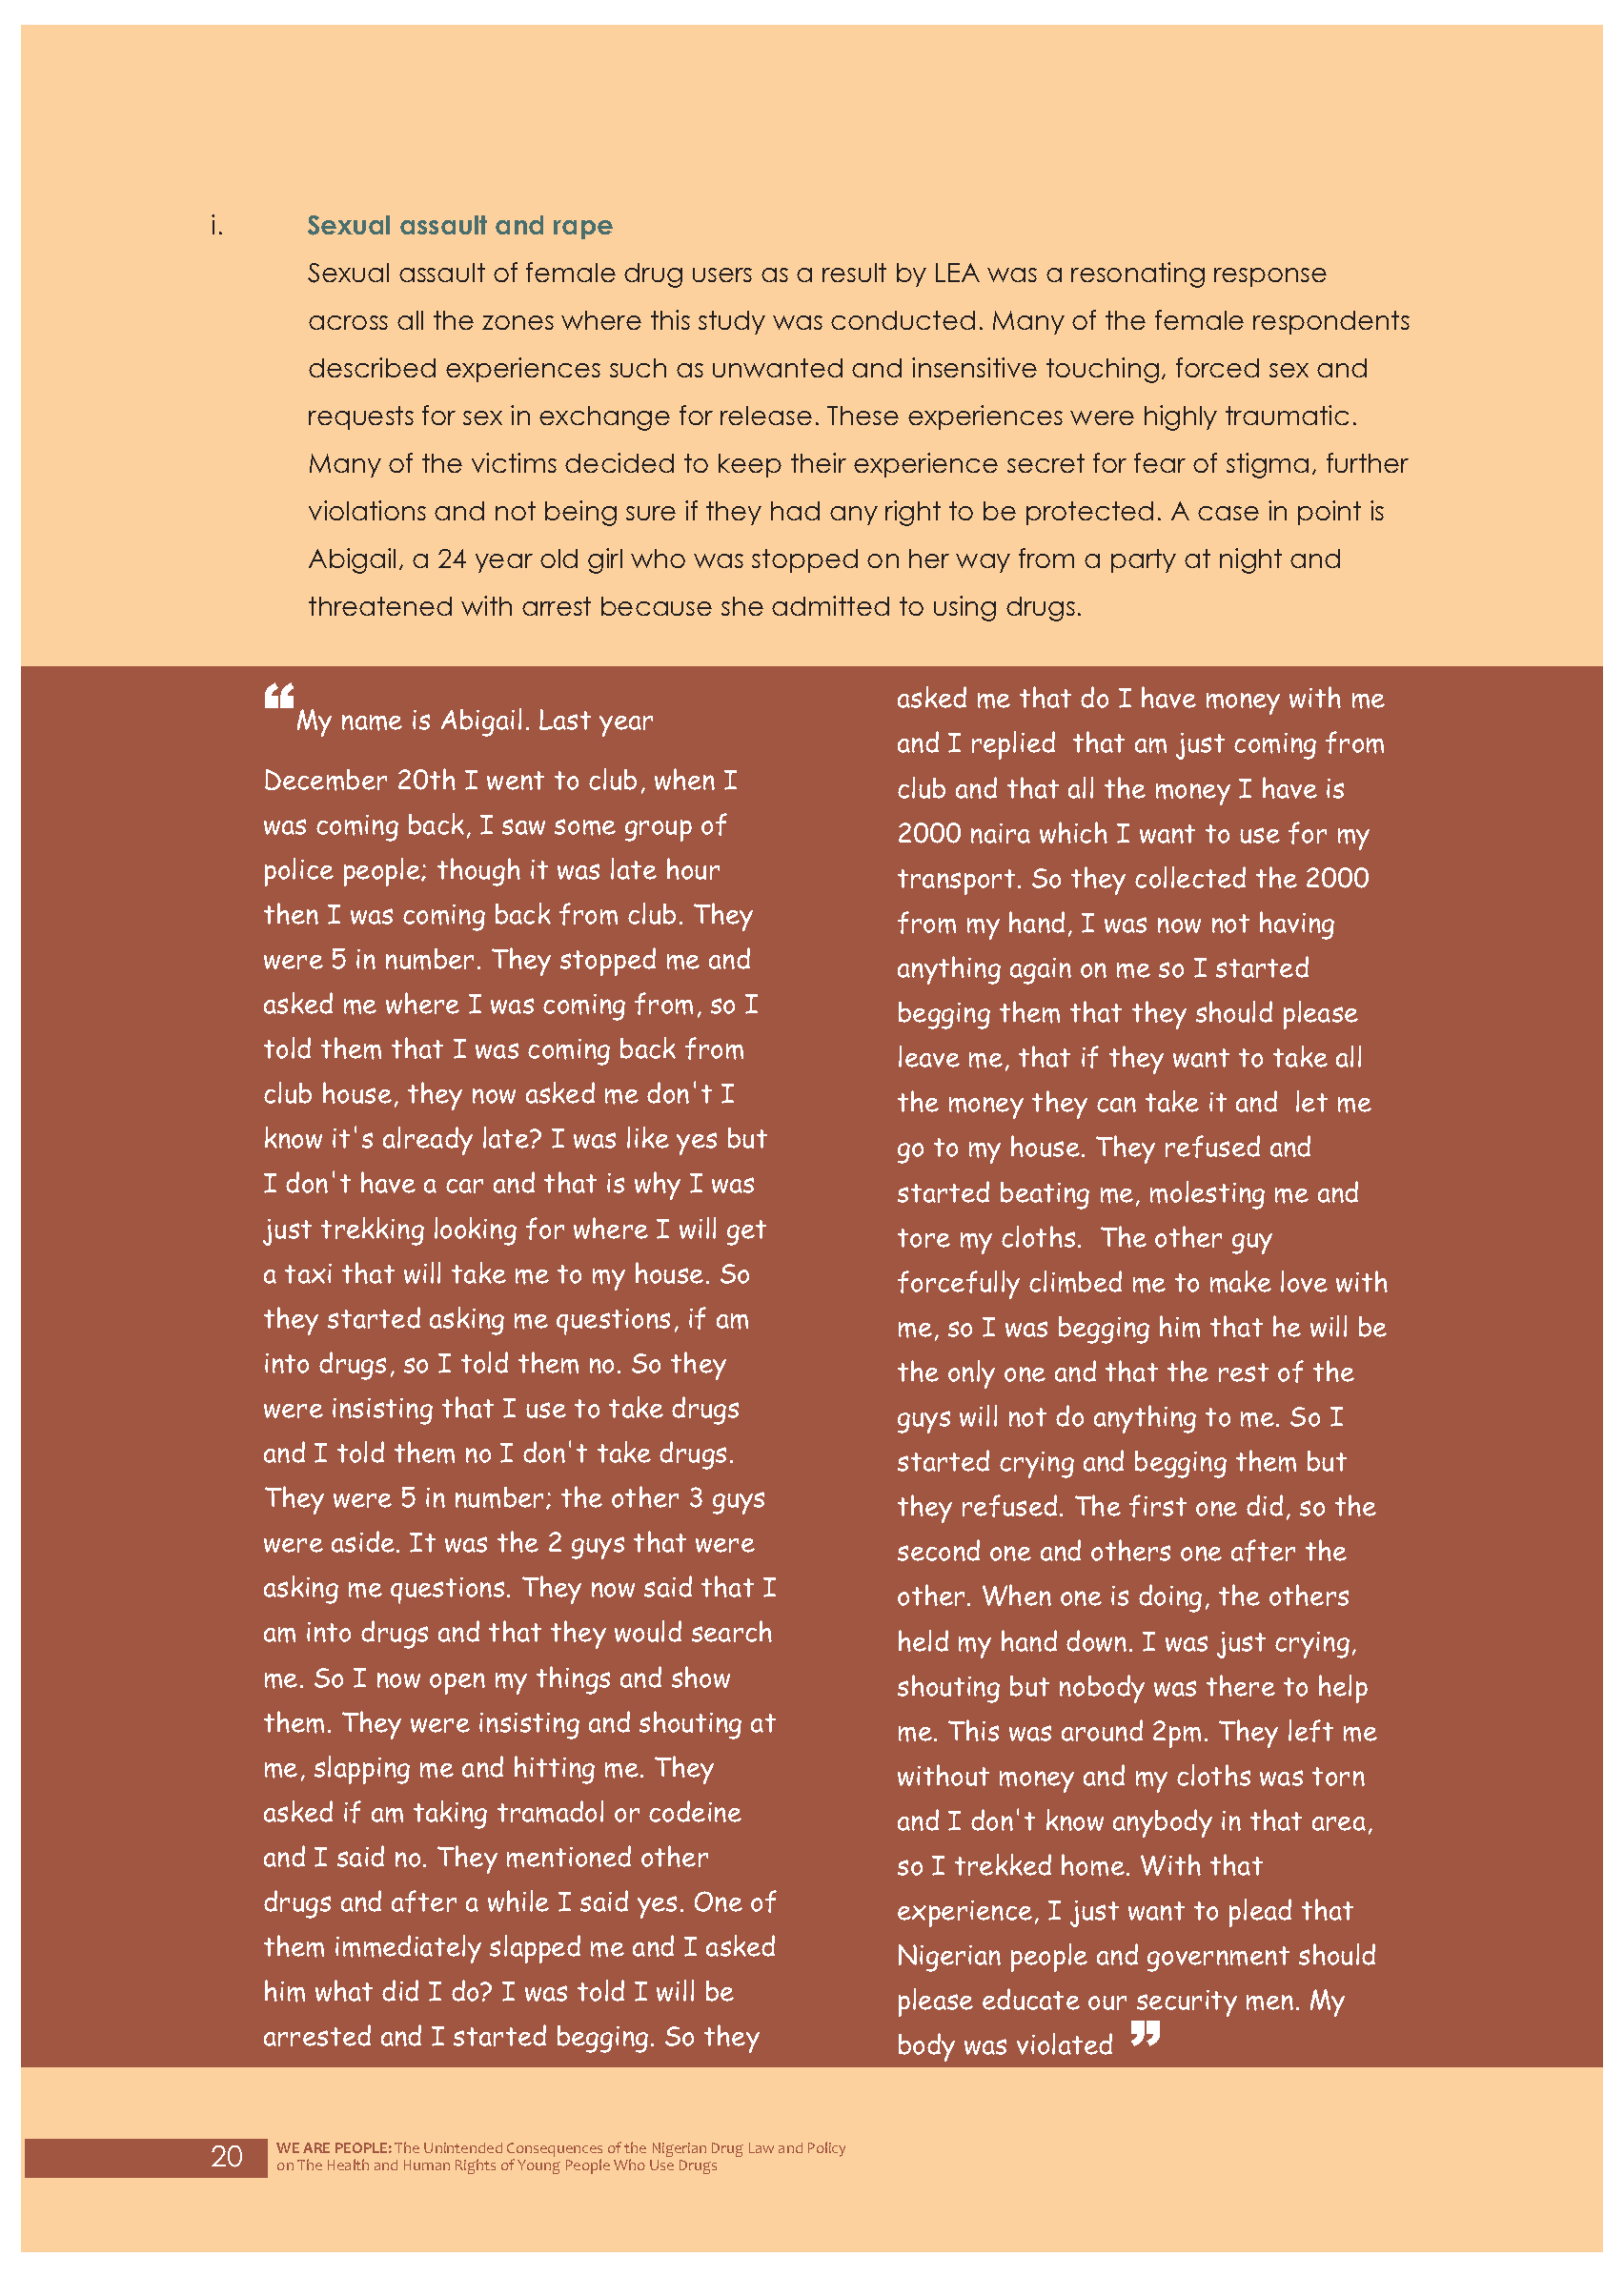 i. Sexual assault and rape
Sexual assault of female drug users as a result by LEA was a resonating response
across all the zones where this study was conducted. Many of the female respondents
described experiences such as unwanted and insensitive touching, forced sex and
requests for sex in exchange for release. These experiences were highly traumatic.
Many of the victims decided to keep their experience secret for fear of stigma, further
violations and not being sure if they had any right to be protected. A case in point is
Abigail, a 24 year old girl who was stopped on her way from a party at night and
threatened with arrest because she admitted to using drugs.
“My name is Abigail. Last year
December 20th I went to club, when I
was coming back, I saw some group of
police people; though it was late hour
then I was coming back from club. They
were 5 in number. They stopped me and
asked me where I was coming from, so I
told them that I was coming back from
club house, they now asked me don't I
know it's already late? I was like yes but
I don't have a car and that is why I was
just trekking looking for where I will get
a taxi that will take me to my house. So
they started asking me questions, if am
into drugs, so I told them no. So they
were insisting that I use to take drugs
and I told them no I don't take drugs.
They were 5 in number; the other 3 guys
were aside. It was the 2 guys that were
asking me questions. They now said that I
am into drugs and that they would search
me. So I now open my things and show
them. They were insisting and shouting at
me, slapping me and hitting me. They
asked if am taking tramadol or codeine
and I said no. They mentioned other
drugs and after a while I said yes. One of
them immediately slapped me and I asked
him what did I do? I was told I will be
arrested and I started begging. So they
asked me that do I have money with me
and I replied that am just coming from
club and that all the money I have is
2000 naira which I want to use for my
transport. So they collected the 2000
from my hand, I was now not having
anything again on me so I started
begging them that they should please
leave me, that if they want to take all
the money they can take it and let me
go to my house. They refused and
started beating me, molesting me and
tore my cloths. The other guy
forcefully climbed me to make love with
me, so I was begging him that he will be
the only one and that the rest of the
guys will not do anything to me. So I
started crying and begging them but
they refused. The first one did, so the
second one and others one after the
other. When one is doing, the others
held my hand down. I was just crying,
shouting but nobody was there to help
me. This was around 2pm. They left me
without money and my cloths was torn
and I don't know anybody in that area,
so I trekked home. With that
experience, I just want to plead that
Nigerian people and government should
please educate our security men. My
body was violated ”
20 WE ARE PEOPLE: The Unintended Consequences of the Nigerian Drug Law and Policy
on The Health and Human Rights of Young People Who Use Drugs